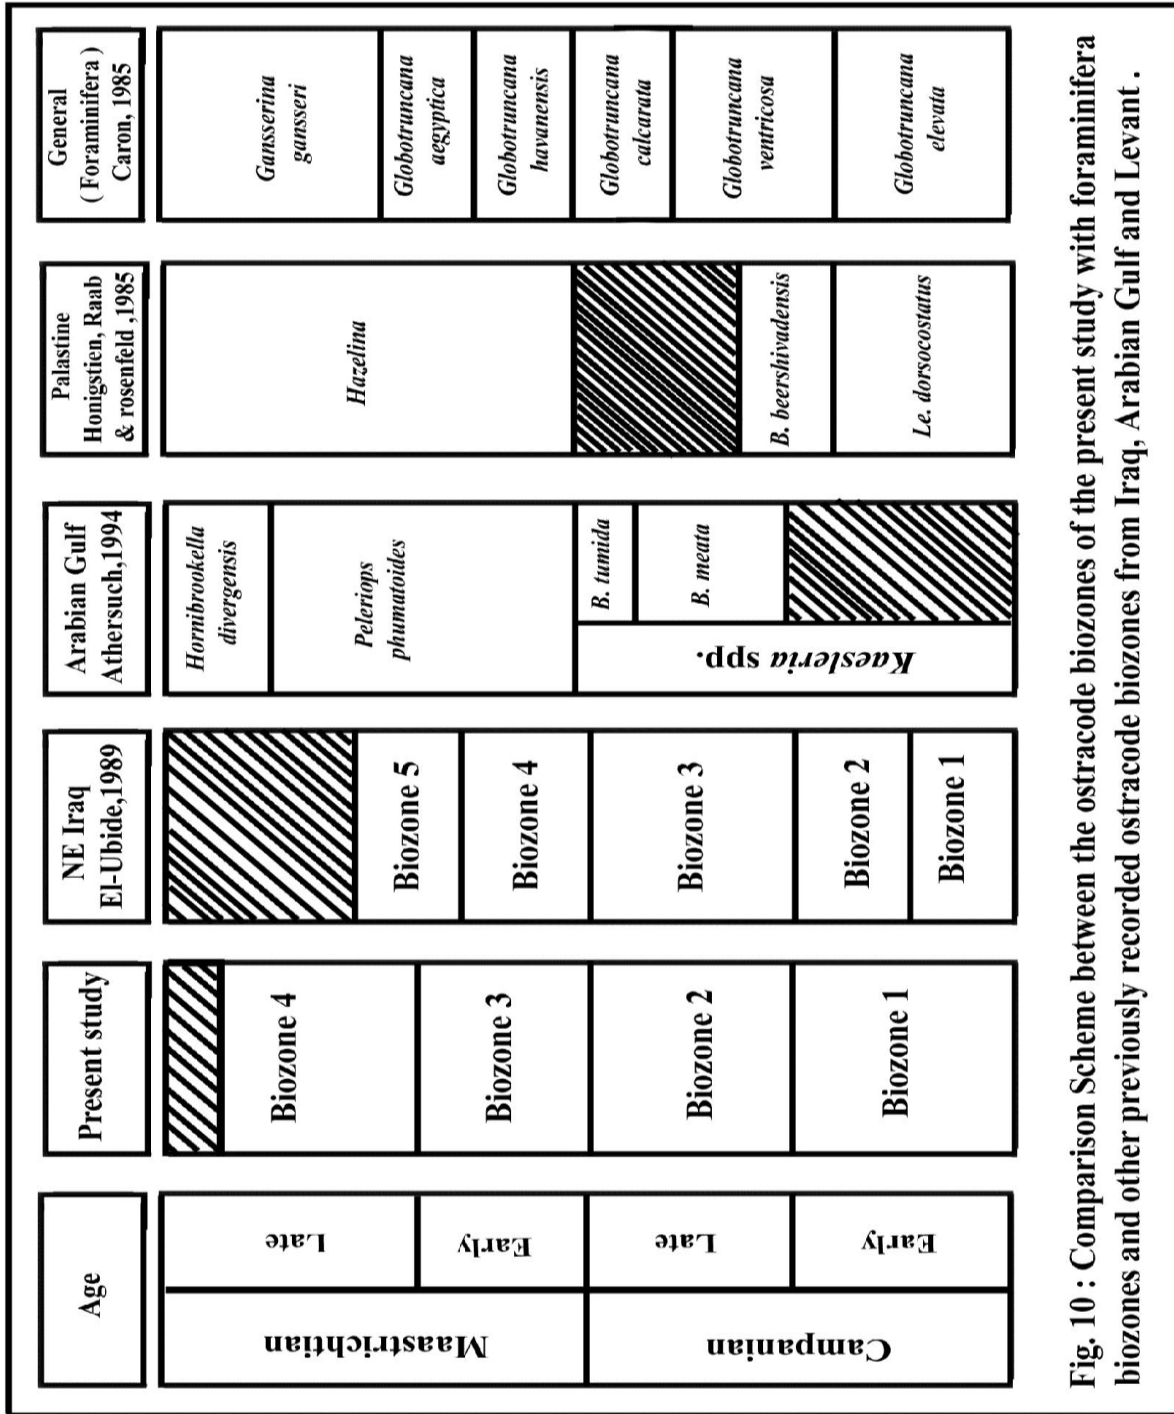 Age
Present study
NE Iraq
El-Ubide,1989
Arabian Gulf
Athersuch,1994
Palastine
Honigstien, Raab
& rosenfeld ,1985
General
( Foraminifera )
Caron, 1985
Maastrichtian
Campanian
Late
Early
Late
Early
Biozone 4
Biozone 3
Biozone 2
Biozone 1
Biozone 5
Biozone 4
Biozone 3
Biozone 2
Biozone 1
Hornibrookella
divergensis
Peleriops
phumatoides
B. tumida
B. meata
Kaesleria spp.
Hazelina
B. beershivadensis
Le. dorsocostatus
Gansserina
gansseri
Globotruncana
aegyptica
Globotruncana
havanensis
Globotruncana
calcarata
Globotruncana
ventricosa
Globotruncana
elevata
Fig. 10 : Comparison Scheme between the ostracode biozones of the present study with foraminifera
biozones and other previously recorded ostracode biozones from Iraq, Arabian Gulf and Levant .